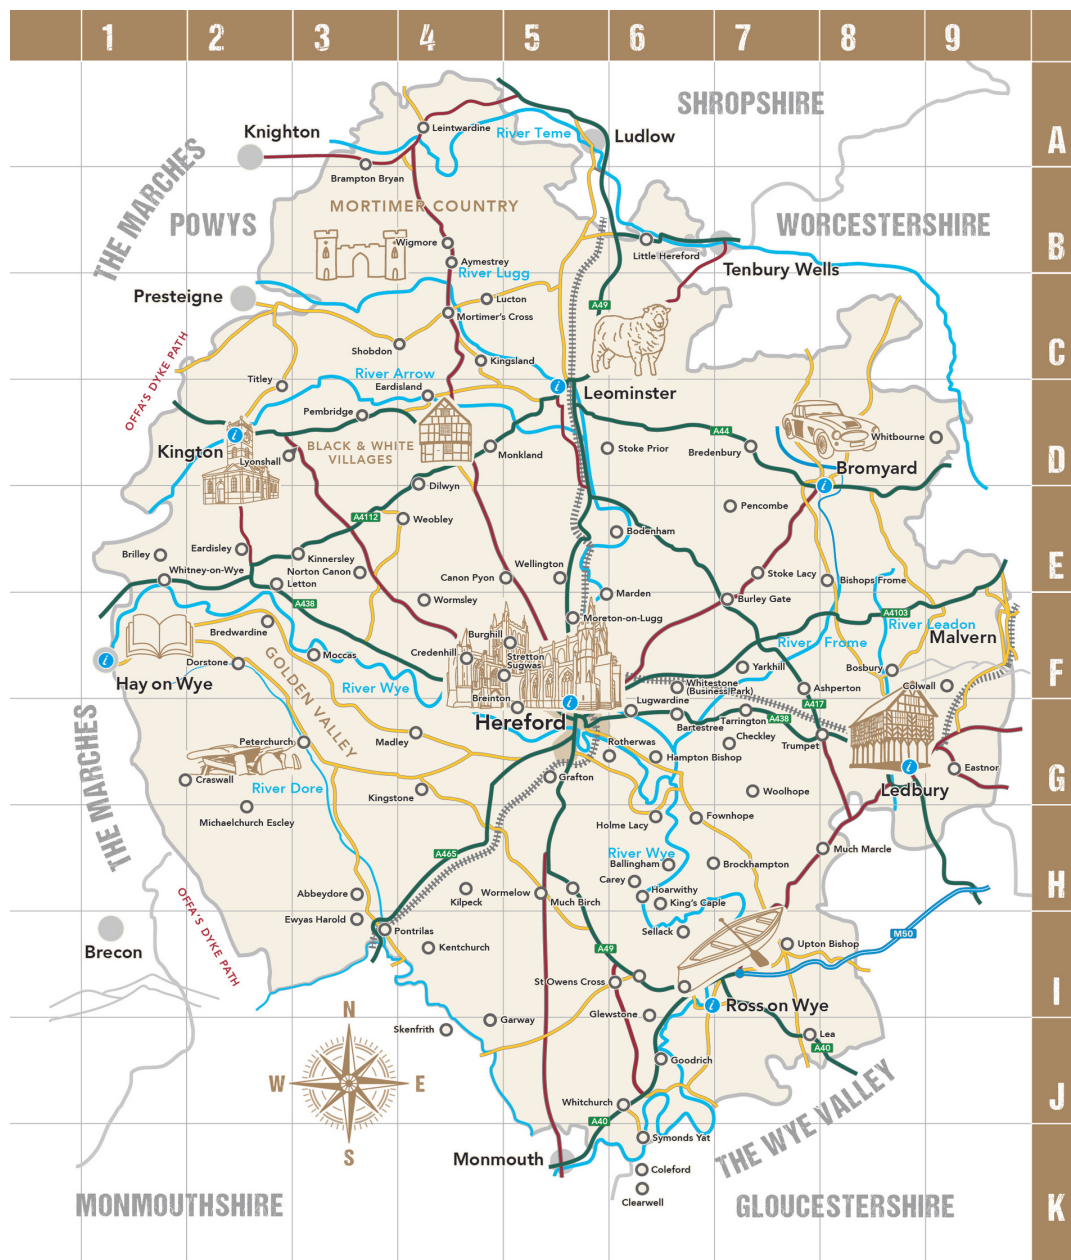 1
2
3
4
5
6
7
8
9
A
B
C
D
E
F
G
H
I
J
K
SHROPSHIRE
Knighton
Leintwardine
River Teme
Ludlow
THE MARCHES
Brampton Bryan
MORTIMER COUNTRY
POWYS
WORCESTERSHIRE
Wigmore
Little Hereford
Aymestrey
River Lugg
Tenbury Wells
Presteigne
Lucton
A49
Mortimer's Cross
OFFA'S DYKE PATH
Shobdon
Kingsland
River Arrow
Titley
Eardisland
i
Leominster
Pembridge
A44
i
Whitbourne
Kington
BLACK & WHITE
VILLAGES
Monkland
Stoke Prior
Bredenbury
Lyonshall
Bromyard
Dilwyn
i
Pencombe
A4112
Weobley
Bodenham
Brilley
Eardisley
Kinnersley
Whitney-on-Wye
Norton Canon
Wellington
Canon Pyon
Stoke Lacy
Bishops Frome
Letton
Marden
A438
Wormsley
Burley Gate
Moreton-on-Lugg
A4103
Bredwardine
River Leadon
Burghill
River Frome
Malvern
GOLDEN VALLEY
Credenhill
Stretton
Sugwas
Moccas
Dorstone
i
Yarkhill
Bosbury
Hay on Wye
River Wye
Whitestone
(Business Park)
Ashperton
Colwall
Breinton
Lugwardine
i
A417
Hereford
Bartestree
Tarrington
A438
THE MARCHES
Madley
Rotherwas
Checkley
Trumpet
Peterchurch
Hampton Bishop
Craswall
Grafton
i
Eastnor
River Dore
Kingstone
Woolhope
Ledbury
Michaelchurch Escley
Holme Lacy
Fownhope
A465
River Wye
Much Marcle
Ballingham
Brockhampton
Carey
Abbeydore
Kilpeck
Wormelow
Much Birch
Hoarwithy
King's Caple
OFFA'S DYKE PATH
Ewyas Harold
Pontrilas
Sellack
M50
Brecon
Kentchurch
A49
Upton Bishop
St Owens Cross
i
Ross on Wye
Glewstone
N
Garway
Skenfrith
Lea
A40
Goodrich
W
E
Whitchurch
THE WYE VALLEY
A40
S
Symonds Yat
Monmouth
Coleford
Clearwell
MONMOUTHSHIRE
GLOUCESTERSHIRE